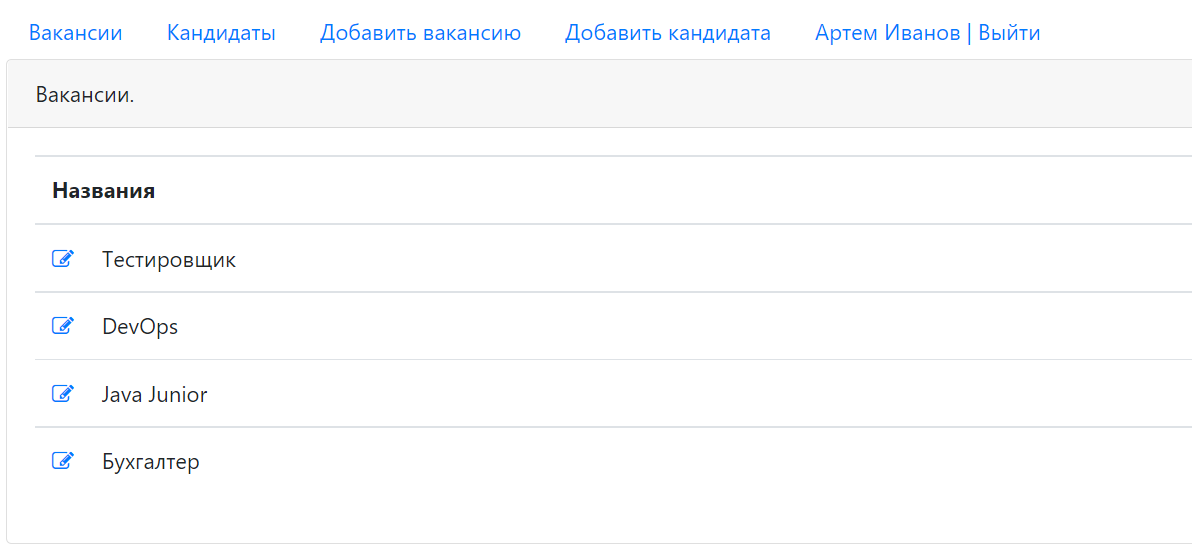 Вакансии Кандидаты Добавить вакансию Добавить кандидата Артем Иванов | Выйти
Вакансии.
Названия
Тестировщик
DevOps
Java Junior
Бухгалтер